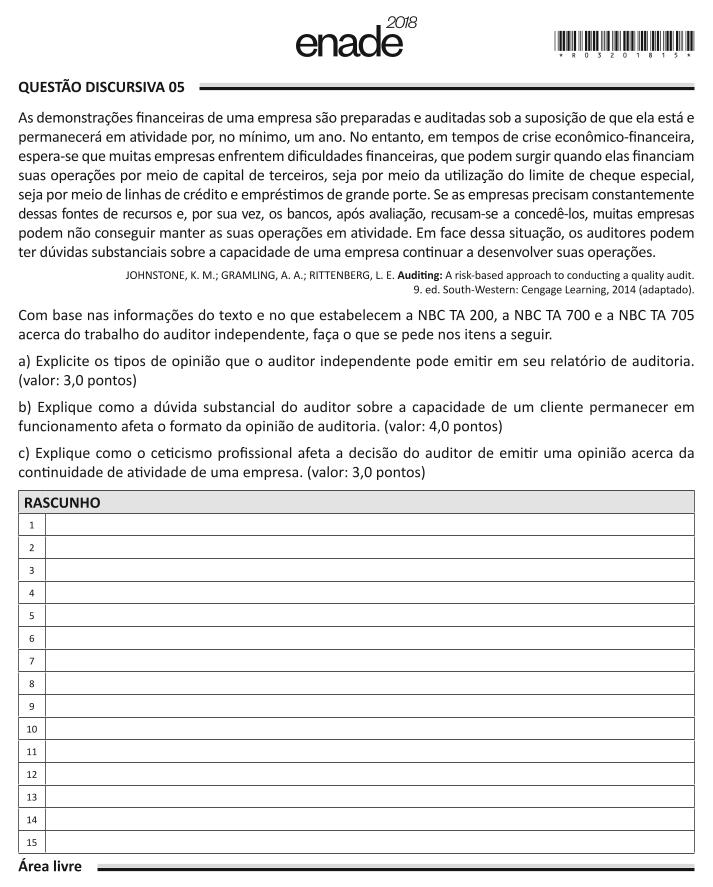 enade 2018
*R0320181 5*
QUESTÃO DISCURSIVA 05
As demonstrações financeiras de uma empresa são preparadas e auditadas sob a suposição de que ela está e
permanecerá em atividade por, no mínimo, um ano. No entanto, em tempos de crise econômico-financeira,
espera-se que muitas empresas enfrentem dificuldades financeiras, que podem surgir quando elas financiam
suas operações por meio de capital de terceiros, seja por meio da utilização do limite de cheque especial,
seja por meio de linhas de crédito e empréstimos de grande porte. Se as empresas precisam constantemente
dessas fontes de recursos e, por sua vez, os bancos, após avaliação, recusam-se a concedê-los, muitas empresas
podem não conseguir manter as suas operações em atividade. Em face dessa situação, os auditores podem
ter dúvidas substanciais sobre a capacidade de uma empresa continuar a desenvolver suas operações.
JOHNSTONE, K. M.; GRAMLING, A. A.; RITTENBERG, L. E. Auditing: A risk-based approach to conducting a quality audit.
9. ed. South-Western: Cengage Learning, 2014 (adaptado).
Com base nas informações do texto e no que estabelecem a NBC TA 200, a NBC TA 700 e a NBC TA 705
acerca do trabalho do auditor independente, faça o que se pede nos itens a seguir.
a) Explicite os tipos de opinião que o auditor independente pode emitir em seu relatório de auditoria.
(valor: 3,0 pontos)
b) Explique como a dúvida substancial do auditor sobre a capacidade de um cliente permanecer em
funcionamento afeta o formato da opinião de auditoria. (valor: 4,0 pontos)
c) Explique como o ceticismo profissional afeta a decisão do auditor de emitir uma opinião acerca da
continuidade de atividade de uma empresa. (valor: 3,0 pontos)
RASCUNHO
1
2
3
4
5
6
7
8
9
10
11
12
13
14
15
Área livre